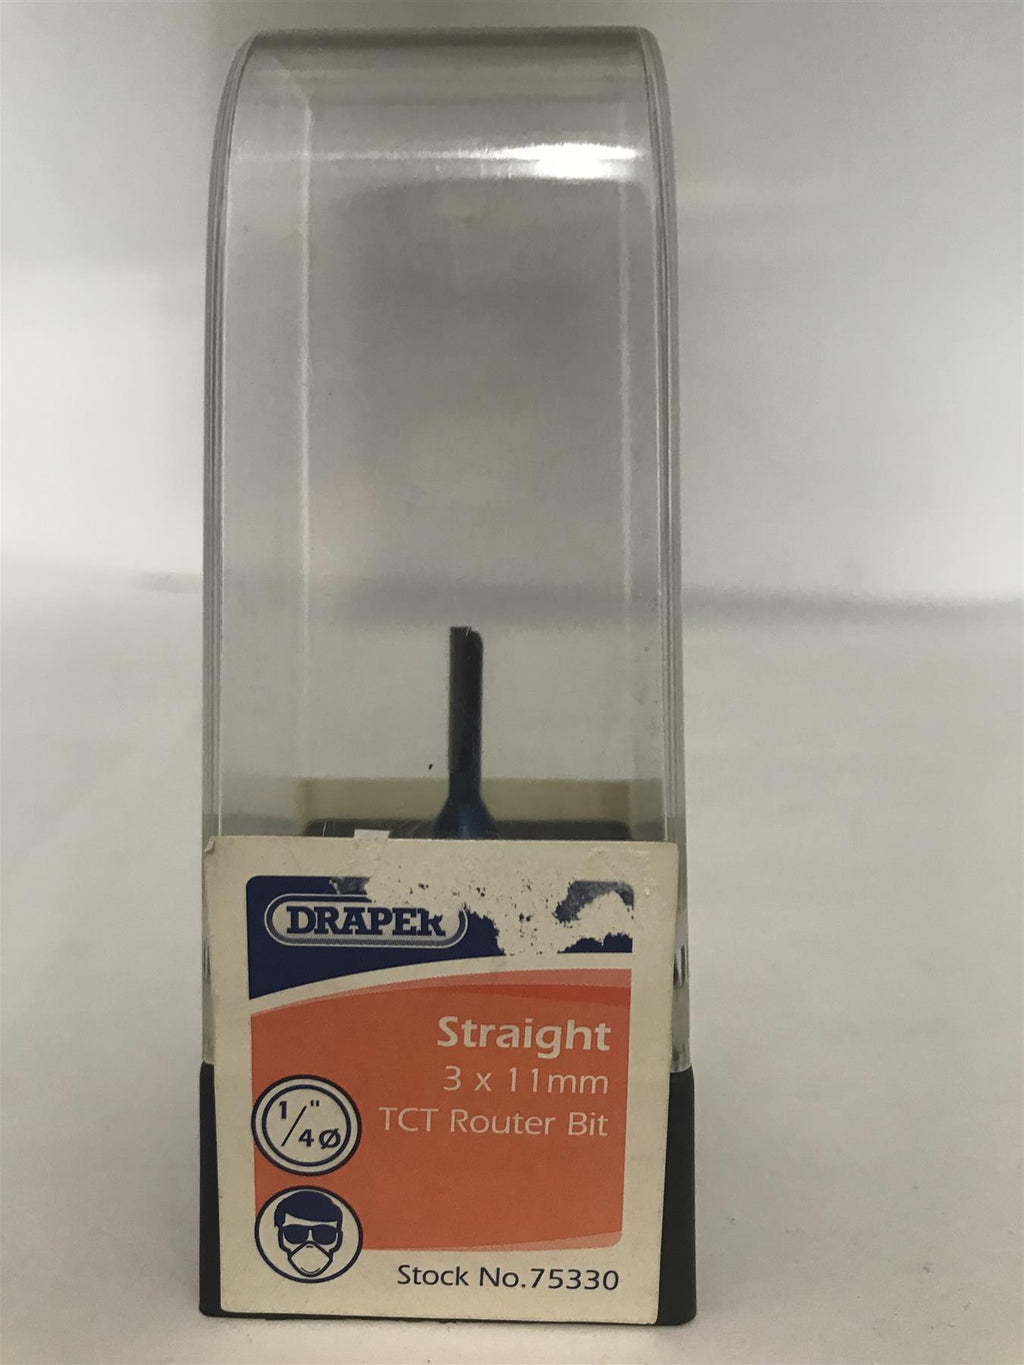 DRAPER
Straight
3 x 11mm
TCT Router Bit
1/4"Ø
Stock No.75330